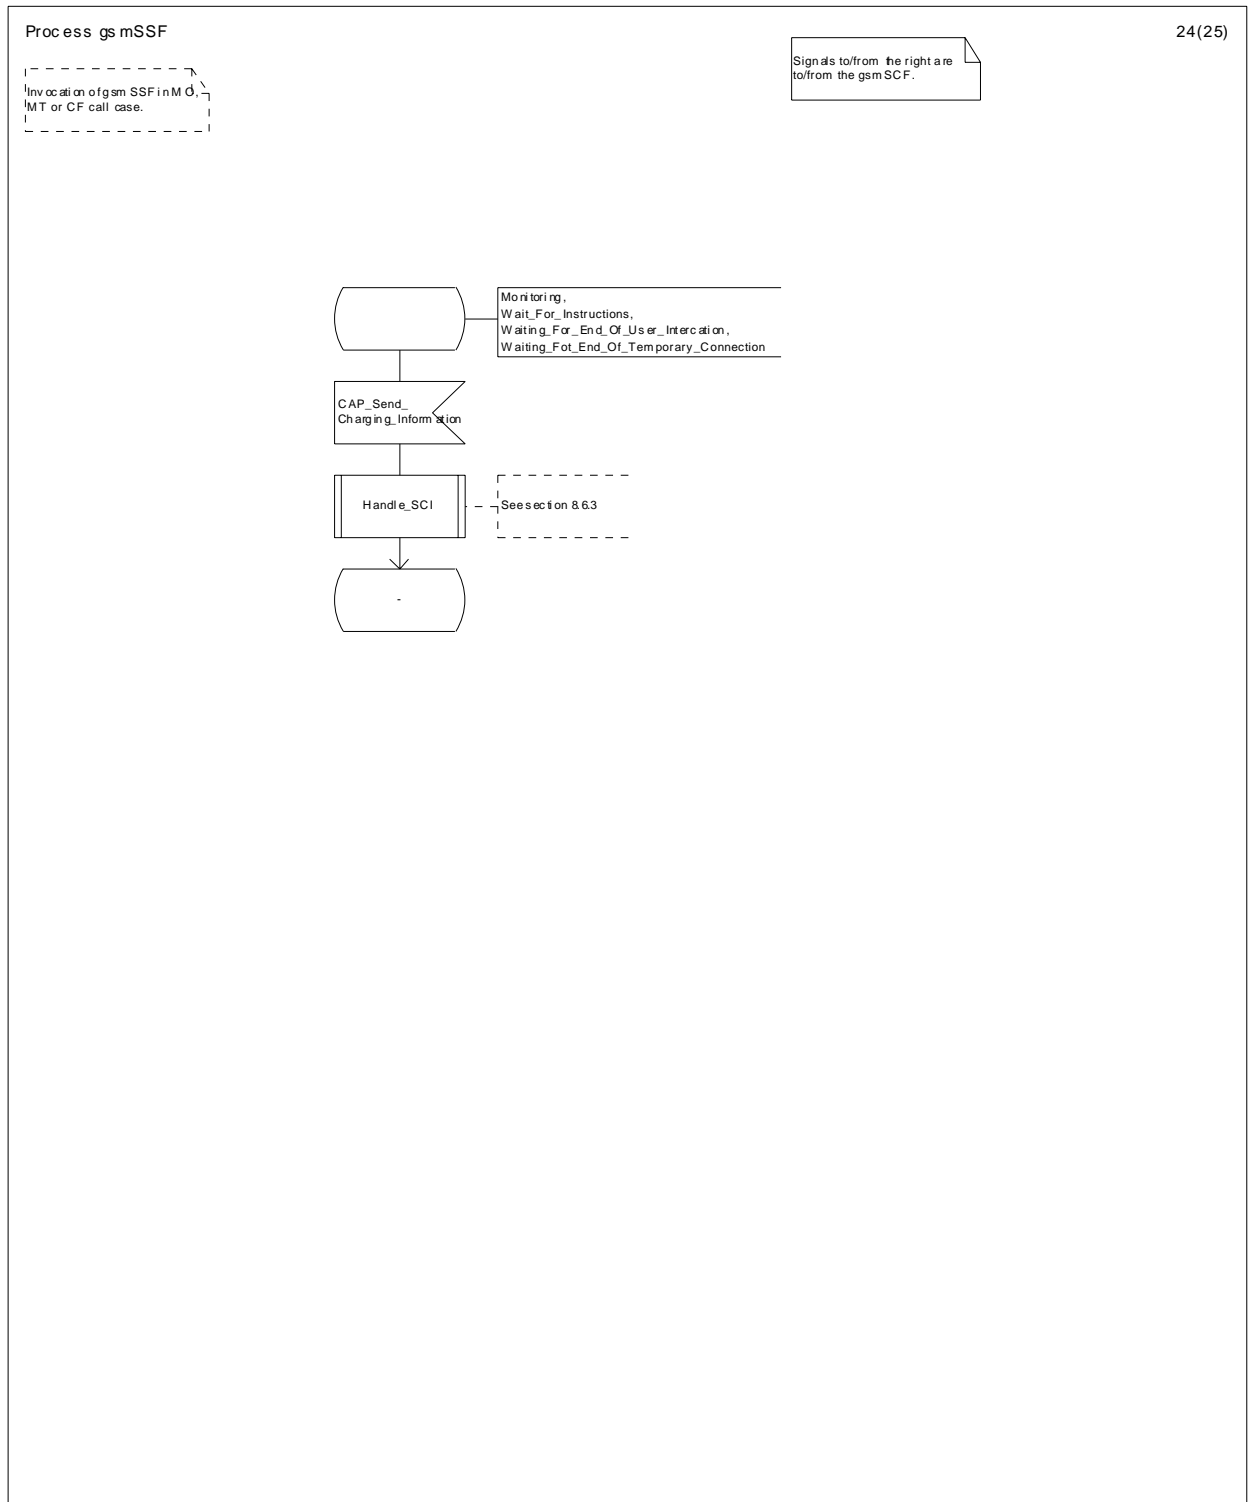 Process gsmSSF
24(25)
Signals to/from the right are
to/from the gsmSCF.
Invocation of gsmSSF in MO,
MT or CF call case.
Monitoring,
Wait_For_Instructions,
Waiting_For_End_Of_User_Intercation,
Waiting_Fot_End_Of_Temporary_Connection
CAP_Send_
Charging_Information
Handle_SCI
See section 8.6.3
-